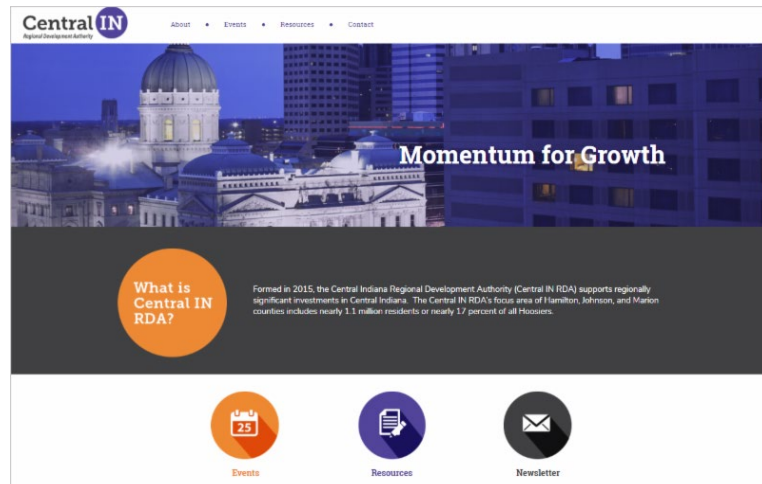 Central IN
Regional Development Authority
About • Events • Resources • Contact
Momentum for Growth
What is
Central IN
RDA?
Formed in 2015, the Central Indiana Regional Development Authority (Central IN RDA) supports regionally
significant investments in Central Indiana. The Central IN RDA's focus area of Hamilton, Johnson, and Marion
counties includes nearly 1.1 million residents or nearly 17 percent of all Hoosiers.
25
Events
Resources
Newsletter